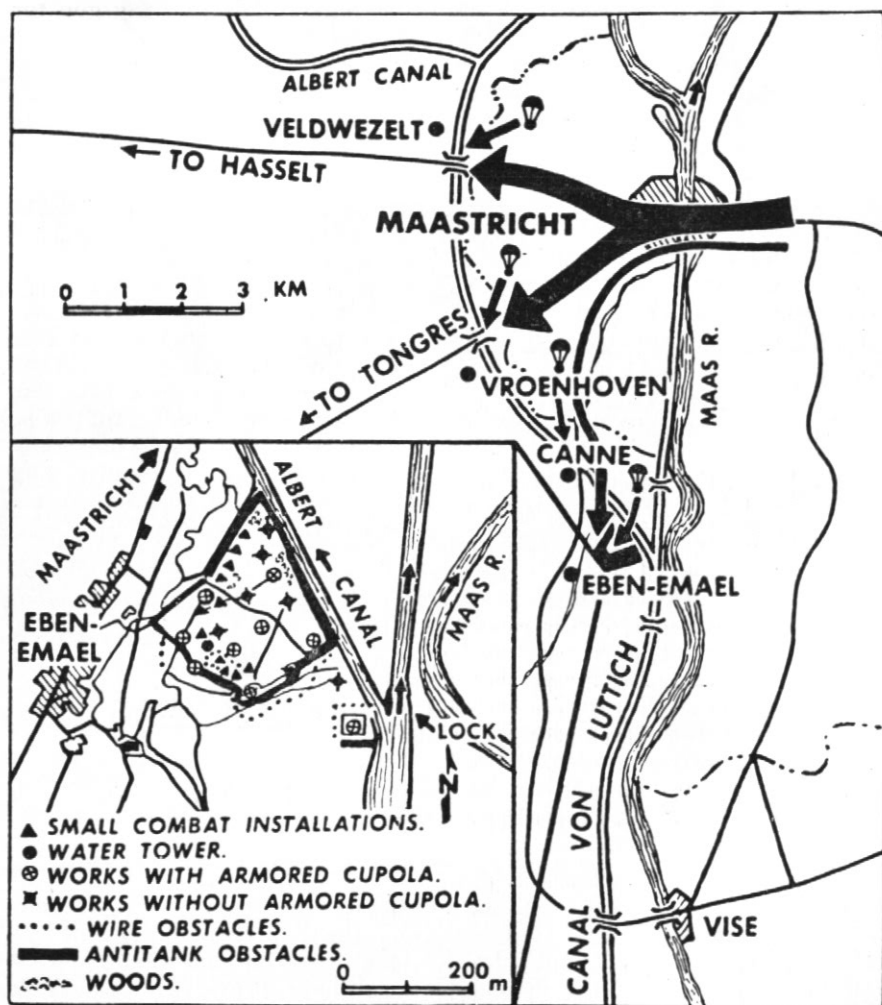 ALBERT CANAL
VELDWEZELT
← TO HASSELT
MAASTRICHT
0 1 2 3 KM
← TO TONGRES
VROENHOVEN
MAAS R.
CANNE
EBEN-EMAEL
CANAL VON LUTTICH
VISE
MAASTRICHT
ALBERT CANAL
MAAS R.
EBEN-
EMAEL
LOCK
N
SMALL COMBAT INSTALLATIONS.
WATER TOWER.
WORKS WITH ARMORED CUPOLA.
WORKS WITHOUT ARMORED CUPOLA.
WIRE OBSTACLES.
ANTITANK OBSTACLES.
WOODS.
0 200
m